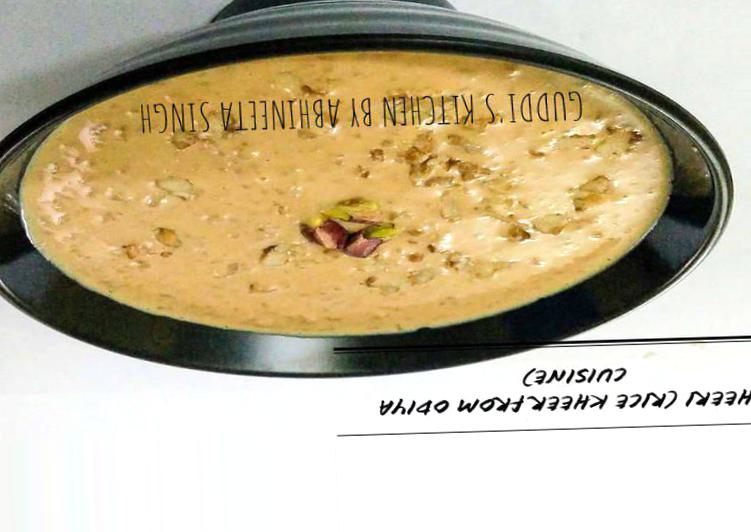 HEERI (RICE KHEER FROM ODIYA
CUISINE)
GUDDI'S KITCHEN BY ABHINEETA SINGH